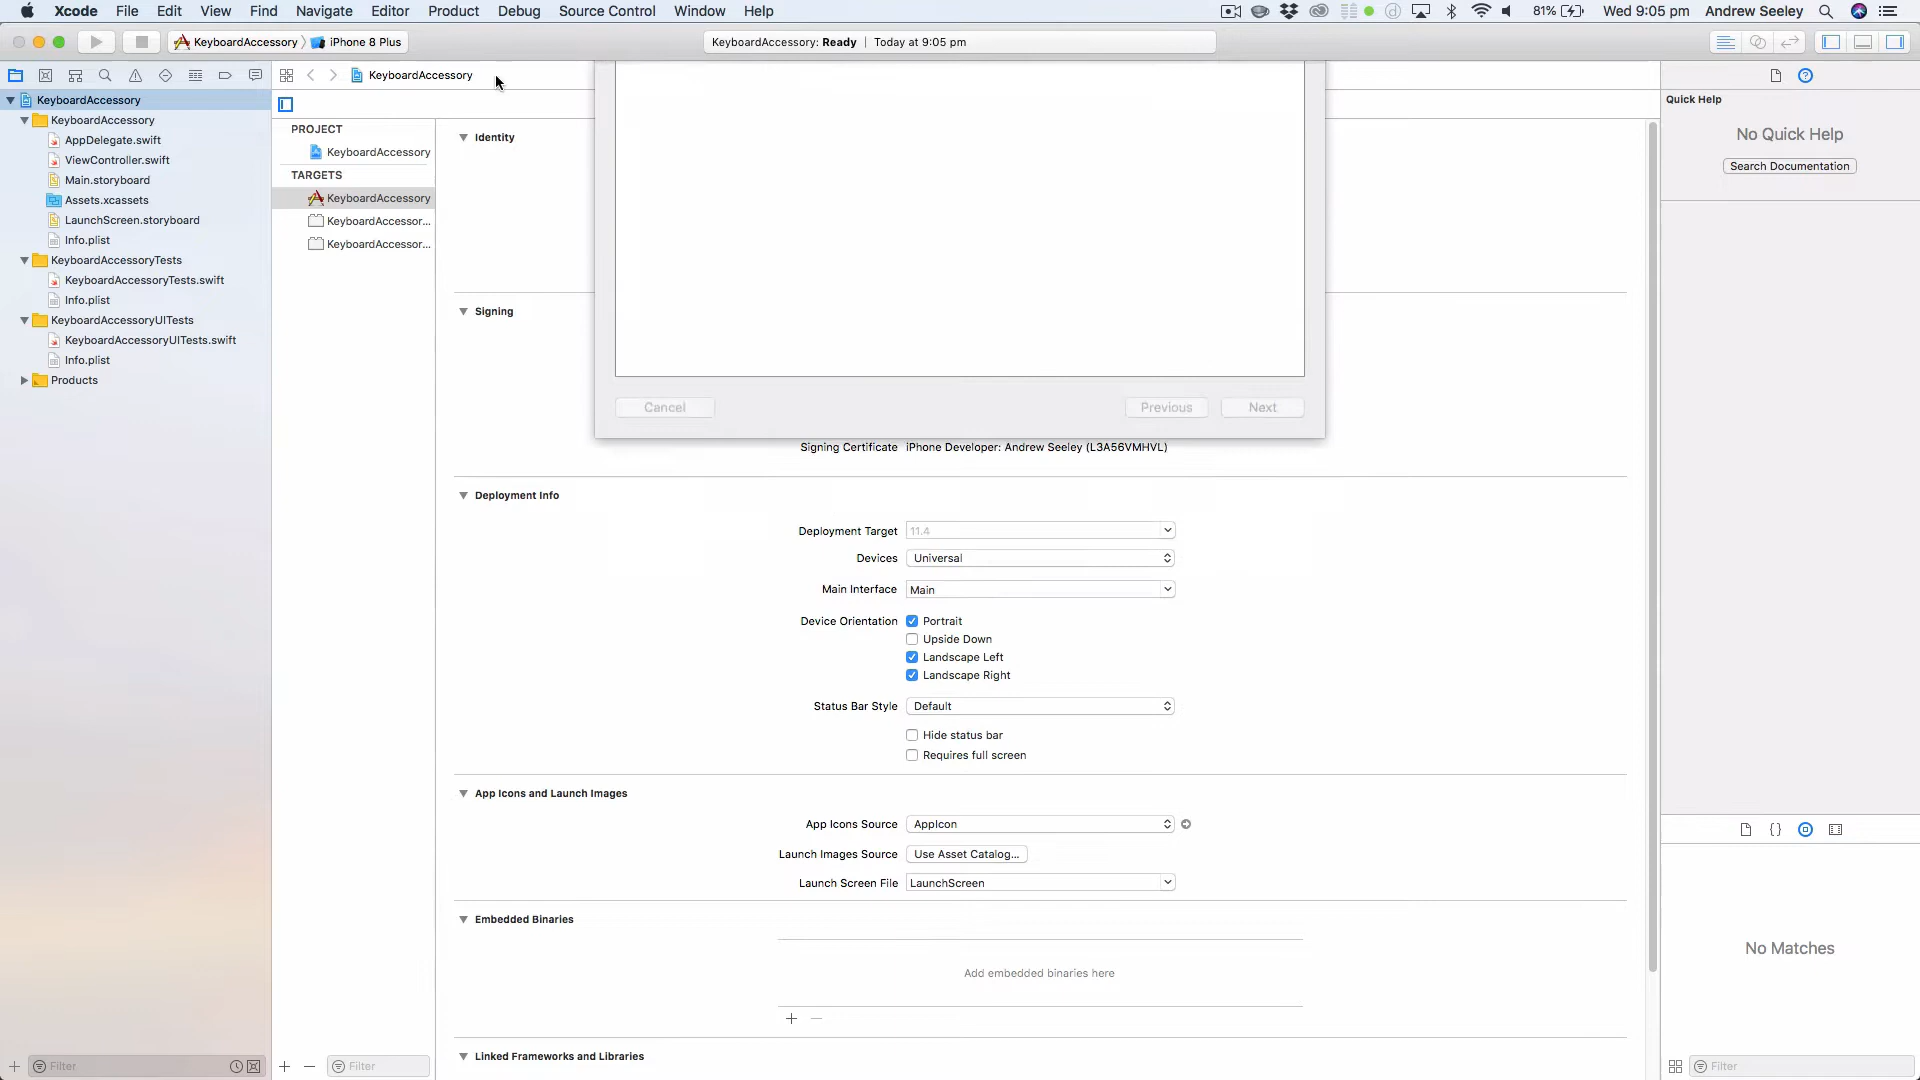 Xcode File Edit View Find Navigate Editor Product Debug Source Control Window Help 81% Wed 9:05 pm Andrew Seeley
KeyboardAccessory iPhone 8 Plus KeyboardAccessory: Ready | Today at 9:05 pm
KeyboardAccessory
KeyboardAccessory
KeyboardAccessory
AppDelegate.swift
ViewController.swift
Main.storyboard
Assets.xcassets
LaunchScreen.storyboard
Info.plist
KeyboardAccessoryTests
KeyboardAccessoryTests.swift
Info.plist
KeyboardAccessoryUITests
KeyboardAccessoryUITests.swift
Info.plist
Products
Filter
PROJECT
KeyboardAccessory
TARGETS
KeyboardAccessory
KeyboardAccessor...
KeyboardAccessor...
Filter
Identity
Signing
Cancel Previous Next
Signing Certificate iPhone Developer: Andrew Seeley (L3A56VMHVL)
Deployment Info
Deployment Target 11.4
Devices Universal
Main Interface Main
Device Orientation Portrait
Upside Down
Landscape Left
Landscape Right
Status Bar Style Default
Hide status bar
Requires full screen
App Icons and Launch Images
App Icons Source AppIcon
Launch Images Source Use Asset Catalog...
Launch Screen File LaunchScreen
Embedded Binaries
Add embedded binaries here
Linked Frameworks and Libraries
Quick Help
No Quick Help
Search Documentation
No Matches
Filter